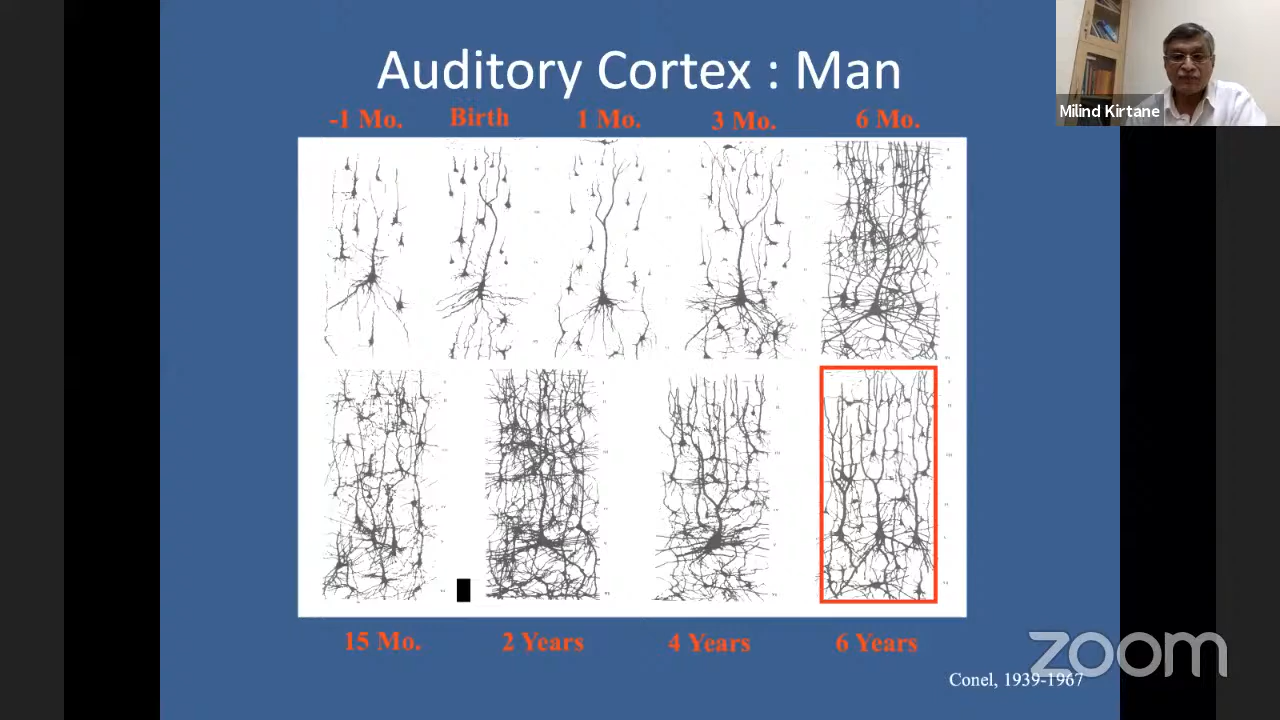 Auditory Cortex : Man
-1 Mo. Birth 1 Mo. 3 Mo. 6 Mo.
15 Mo. 2 Years 4 Years 6 Years
Conel, 1939-1967
Milind Kirtane
zoom